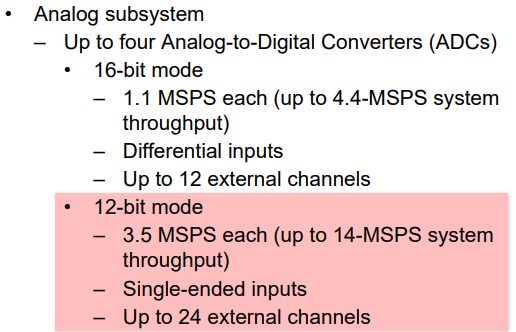 • Analog subsystem
– Up to four Analog-to-Digital Converters (ADCs)
• 16-bit mode
– 1.1 MSPS each (up to 4.4-MSPS system
throughput)
– Differential inputs
– Up to 12 external channels
• 12-bit mode
– 3.5 MSPS each (up to 14-MSPS system
throughput)
– Single-ended inputs
– Up to 24 external channels